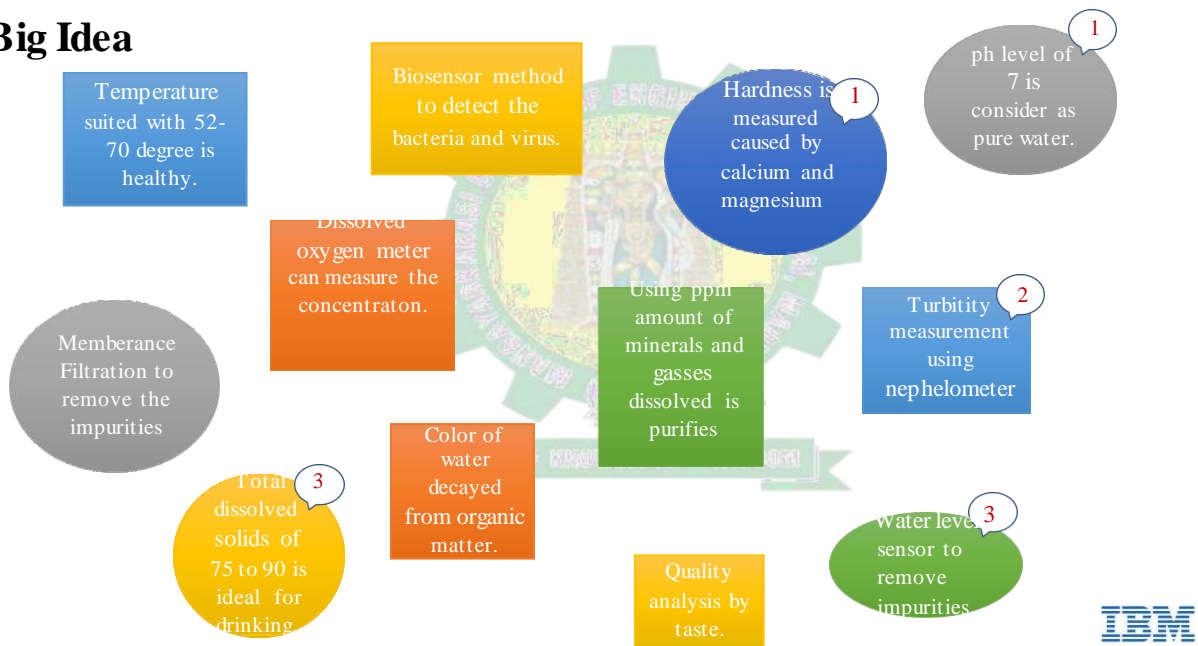 Big Idea
Temperature
suited with 52-
70 degree is
healthy.
Biosensor method
to detect the
bacteria and virus.
Hardness is
measured
caused by
calcium and
magnesium
1
ph level of
7 is
consider as
pure water.
1
Dissolved
oxygen meter
can measure the
concentraton.
Using ppm
amount of
minerals and
gasses
dissolved is
purifies
Turbitity
measurement
using
nephelometer
2
Memberance
Filtration to
remove the
impurities
Color of
water
decayed
from organic
matter.
Total
dissolved
solids of
75 to 90 is
ideal for
drinking.
3
Water level
sensor to
remove
impurities
3
Quality
analysis by
taste.
IBM